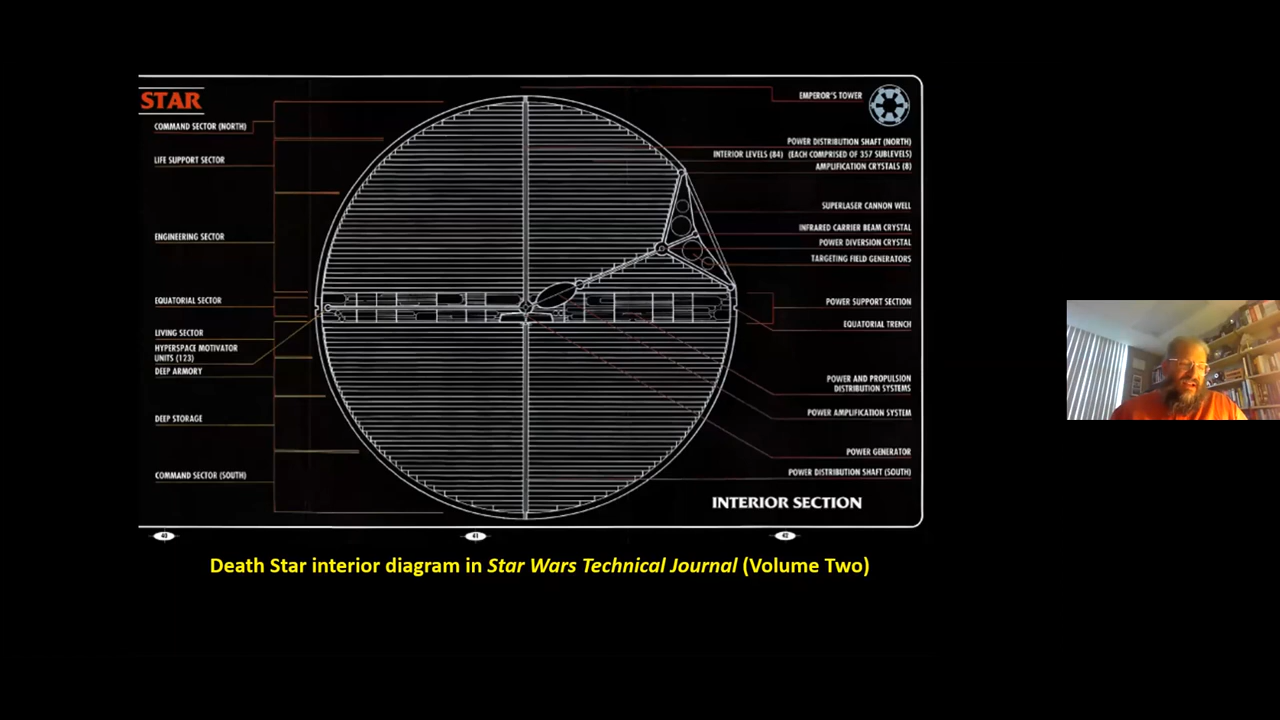 STAR
COMMAND SECTOR (NORTH)
LIFE SUPPORT SECTOR
ENGINEERING SECTOR
EQUATORIAL SECTOR
LIVING SECTOR
HYPERSPACE MOTIVATOR
UNITS (123)
DEEP ARMORY
DEEP STORAGE
COMMAND SECTOR (SOUTH)
EMPEROR'S TOWER
POWER DISTRIBUTION SHAFT (NORTH)
INTERIOR LEVELS (84) (EACH COMPRISED OF 357 SUBLEVELS)
AMPLIFICATION CRYSTALS (8)
SUPERLASER CANNON WELL
INFRARED CARRIER BEAM CRYSTAL
POWER DIVERSION CRYSTAL
TARGETING FIELD GENERATORS
POWER SUPPORT SECTION
EQUATORIAL TRENCH
POWER AND PROPULSION
DISTRIBUTION SYSTEMS
POWER AMPLIFICATION SYSTEM
POWER GENERATOR
POWER DISTRIBUTION SHAFT (SOUTH)
INTERIOR SECTION
40
41
42
Death Star interior diagram in Star Wars Technical Journal (Volume Two)